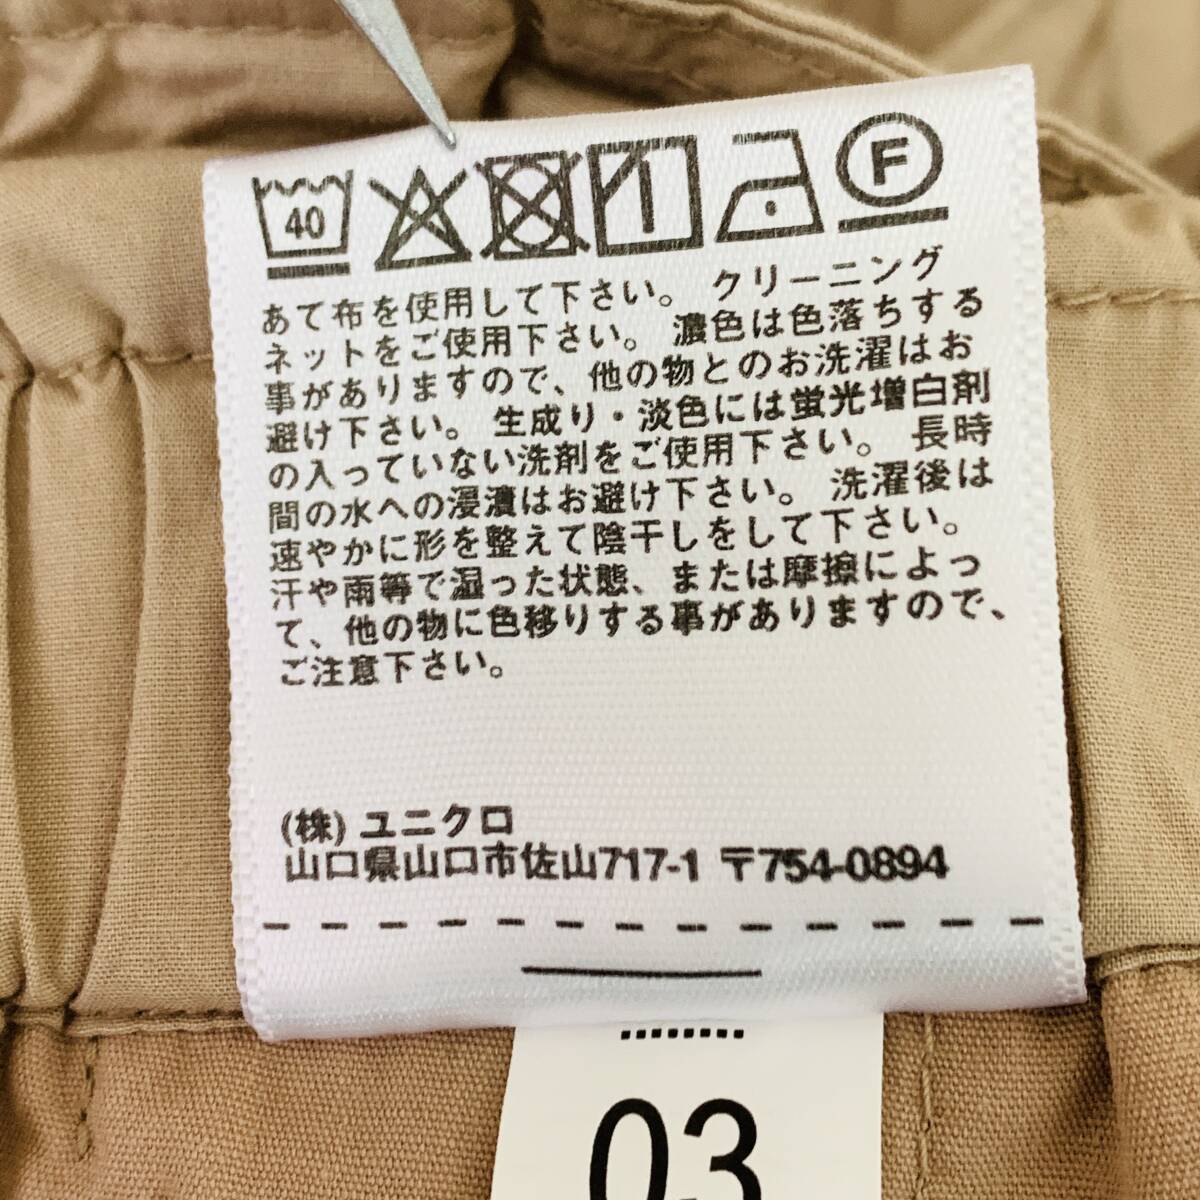 40
F
あて布を使用して下さい。 クリーニング
ネットをご使用下さい。 濃色は色落ちする
事がありますので、他の物とのお洗濯はお
避け下さい。 生成り・淡色には蛍光増白剤
の入っていない洗剤をご使用下さい。 長時
間の水への浸漬はお避け下さい。 洗濯後は
速やかに形を整えて陰干しをして下さい。
汗や雨等で湿った状態、または摩擦によっ
て、他の物に色移りする事がありますので、
ご注意下さい。
(株) ユニクロ
山口県山口市佐山717-1 〒754-0894
03